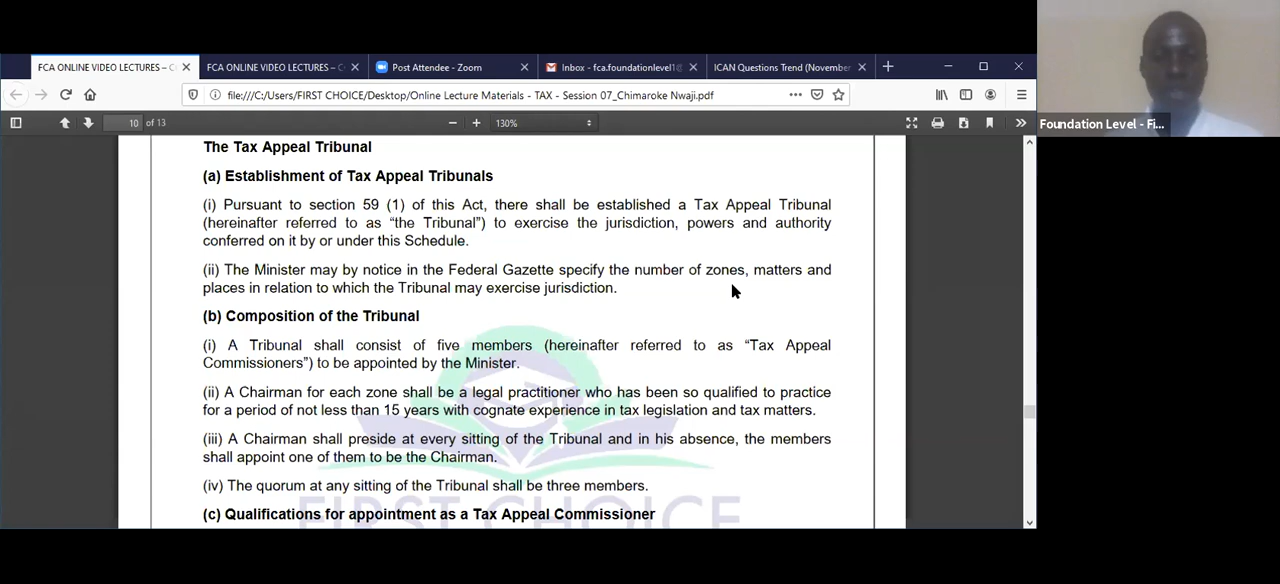 FCA ONLINE VIDEO LECTURES – C
FCA ONLINE VIDEO LECTURES – C
Post Attendee - Zoom
Inbox - fca.foundationlevel1@
ICAN Questions Trend (November
file:///C:/Users/FIRST CHOICE/Desktop/Online Lecture Materials - TAX - Session 07_Chimaroke Nwaji.pdf
Foundation Level - Fi...
10 of 13
130%
The Tax Appeal Tribunal
(a) Establishment of Tax Appeal Tribunals
(i) Pursuant to section 59 (1) of this Act, there shall be established a Tax Appeal Tribunal
(hereinafter referred to as “the Tribunal”) to exercise the jurisdiction, powers and authority
conferred on it by or under this Schedule.
(ii) The Minister may by notice in the Federal Gazette specify the number of zones, matters and
places in relation to which the Tribunal may exercise jurisdiction.
(b) Composition of the Tribunal
(i) A Tribunal shall consist of five members (hereinafter referred to as “Tax Appeal
Commissioners”) to be appointed by the Minister.
(ii) A Chairman for each zone shall be a legal practitioner who has been so qualified to practice
for a period of not less than 15 years with cognate experience in tax legislation and tax matters.
(iii) A Chairman shall preside at every sitting of the Tribunal and in his absence, the members
shall appoint one of them to be the Chairman.
(iv) The quorum at any sitting of the Tribunal shall be three members.
FIRST CHOICE
(c) Qualifications for appointment as a Tax Appeal Commissioner